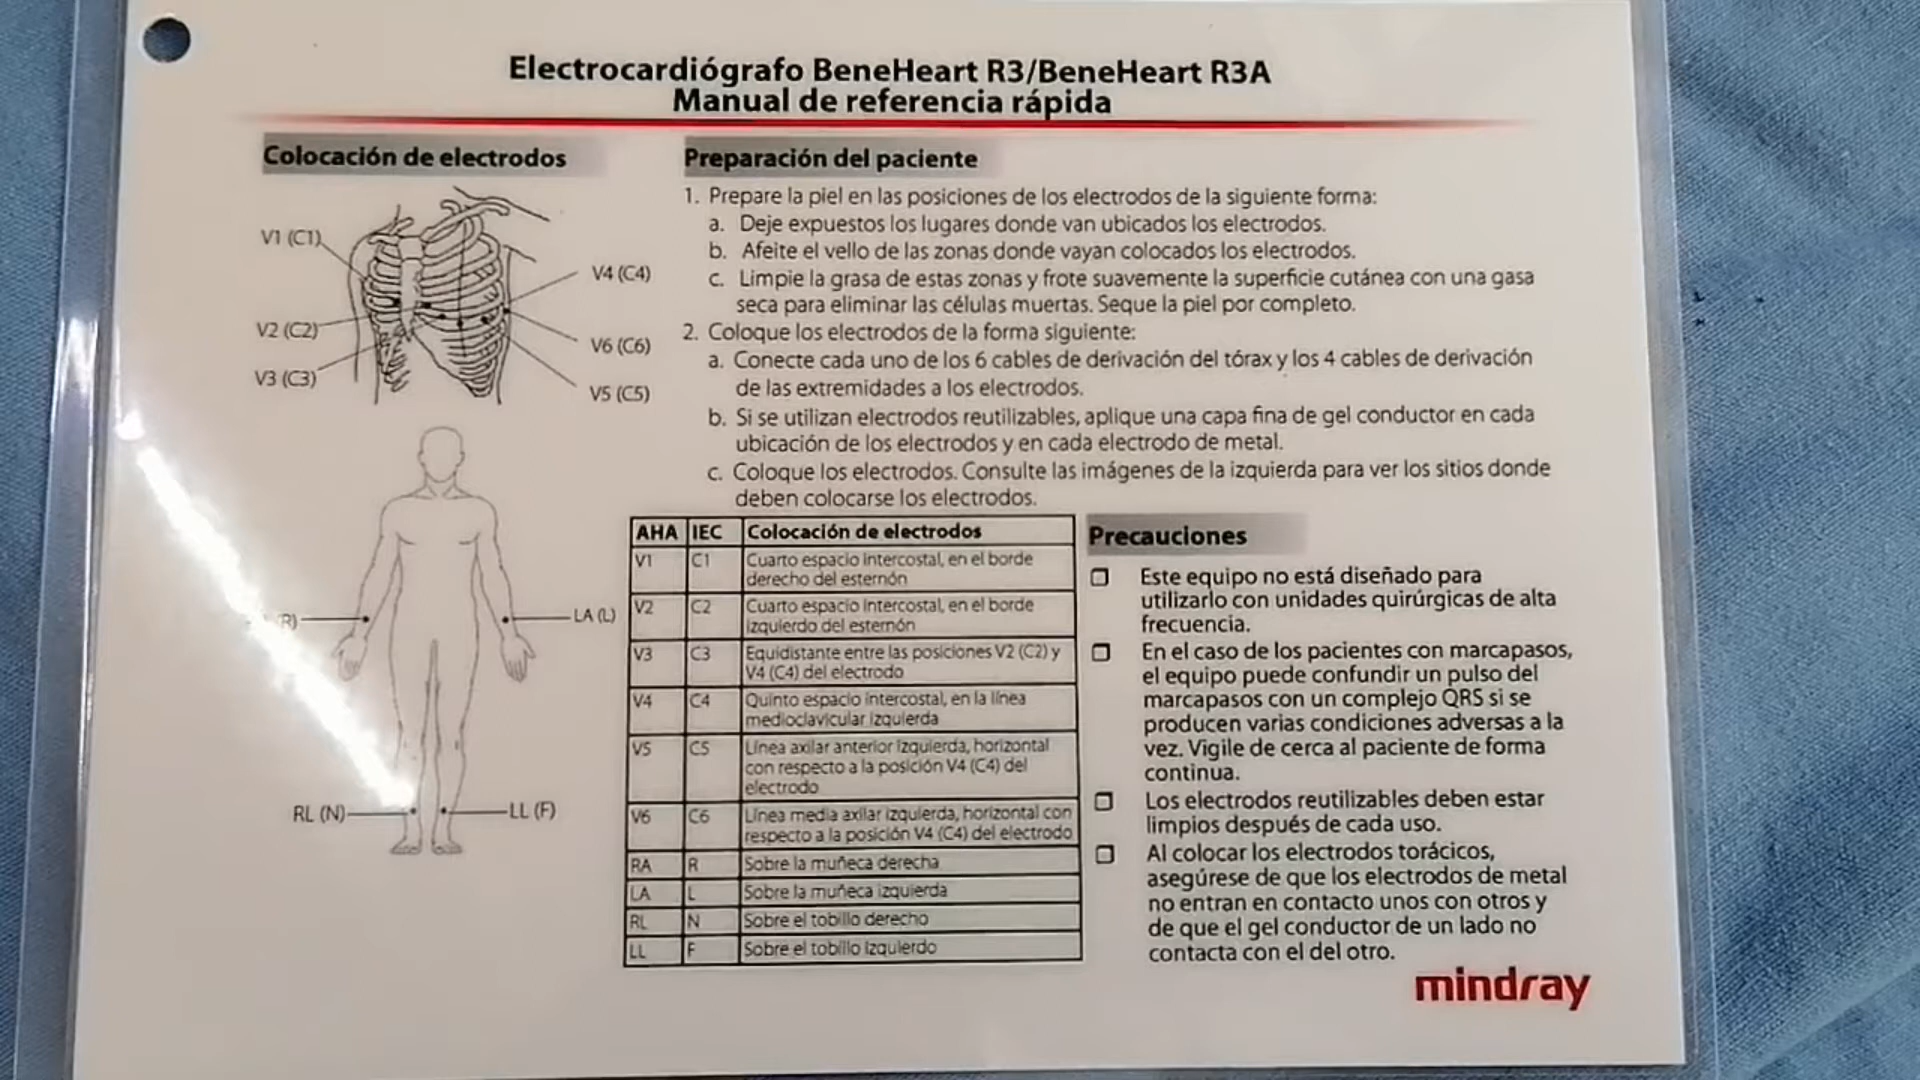 Electrocardiógrafo BeneHeart R3/BeneHeart R3A
Manual de referencia rápida
Colocación de electrodos
V1 (C1)
V4 (C4)
V2 (C2)
V6 (C6)
V3 (C3)
V5 (C5)
R)
LA (L)
RL (N)
LL (F)
Preparación del paciente
1. Prepare la piel en las posiciones de los electrodos de la siguiente forma:
a. Deje expuestos los lugares donde van ubicados los electrodos.
b. Afeite el vello de las zonas donde vayan colocados los electrodos.
c. Limpie la grasa de estas zonas y frote suavemente la superficie cutánea con una gasa
seca para eliminar las células muertas. Seque la piel por completo.
2. Coloque los electrodos de la forma siguiente:
a. Conecte cada uno de los 6 cables de derivación del tórax y los 4 cables de derivación
de las extremidades a los electrodos.
b. Si se utilizan electrodos reutilizables, aplique una capa fina de gel conductor en cada
ubicación de los electrodos y en cada electrodo de metal.
c. Coloque los electrodos. Consulte las imágenes de la izquierda para ver los sitios donde
deben colocarse los electrodos.
AHA IEC Colocación de electrodos
V1 C1 Cuarto espacio intercostal, en el borde
derecho del esternón
V2 C2 Cuarto espacio intercostal, en el borde
izquierdo del esternón
V3 C3 Equidistante entre las posiciones V2 (C2) y
V4 (C4) del electrodo
V4 C4 Quinto espacio intercostal, en la línea
medioclavicular izquierda
V5 C5 Línea axilar anterior izquierda, horizontal
con respecto a la posición V4 (C4) del
electrodo
V6 C6 Línea media axilar izquierda, horizontal con
respecto a la posición V4 (C4) del electrodo
RA R Sobre la muñeca derecha
LA L Sobre la muñeca izquierda
RL N Sobre el tobillo derecho
LL F Sobre el tobillo izquierdo
Precauciones
Este equipo no está diseñado para
utilizarlo con unidades quirúrgicas de alta
frecuencia.
En el caso de los pacientes con marcapasos,
el equipo puede confundir un pulso del
marcapasos con un complejo QRS si se
producen varias condiciones adversas a la
vez. Vigile de cerca al paciente de forma
continua.
Los electrodos reutilizables deben estar
limpios después de cada uso.
Al colocar los electrodos torácicos,
asegúrese de que los electrodos de metal
no entran en contacto unos con otros y
de que el gel conductor de un lado no
contacta con el del otro.
mindray